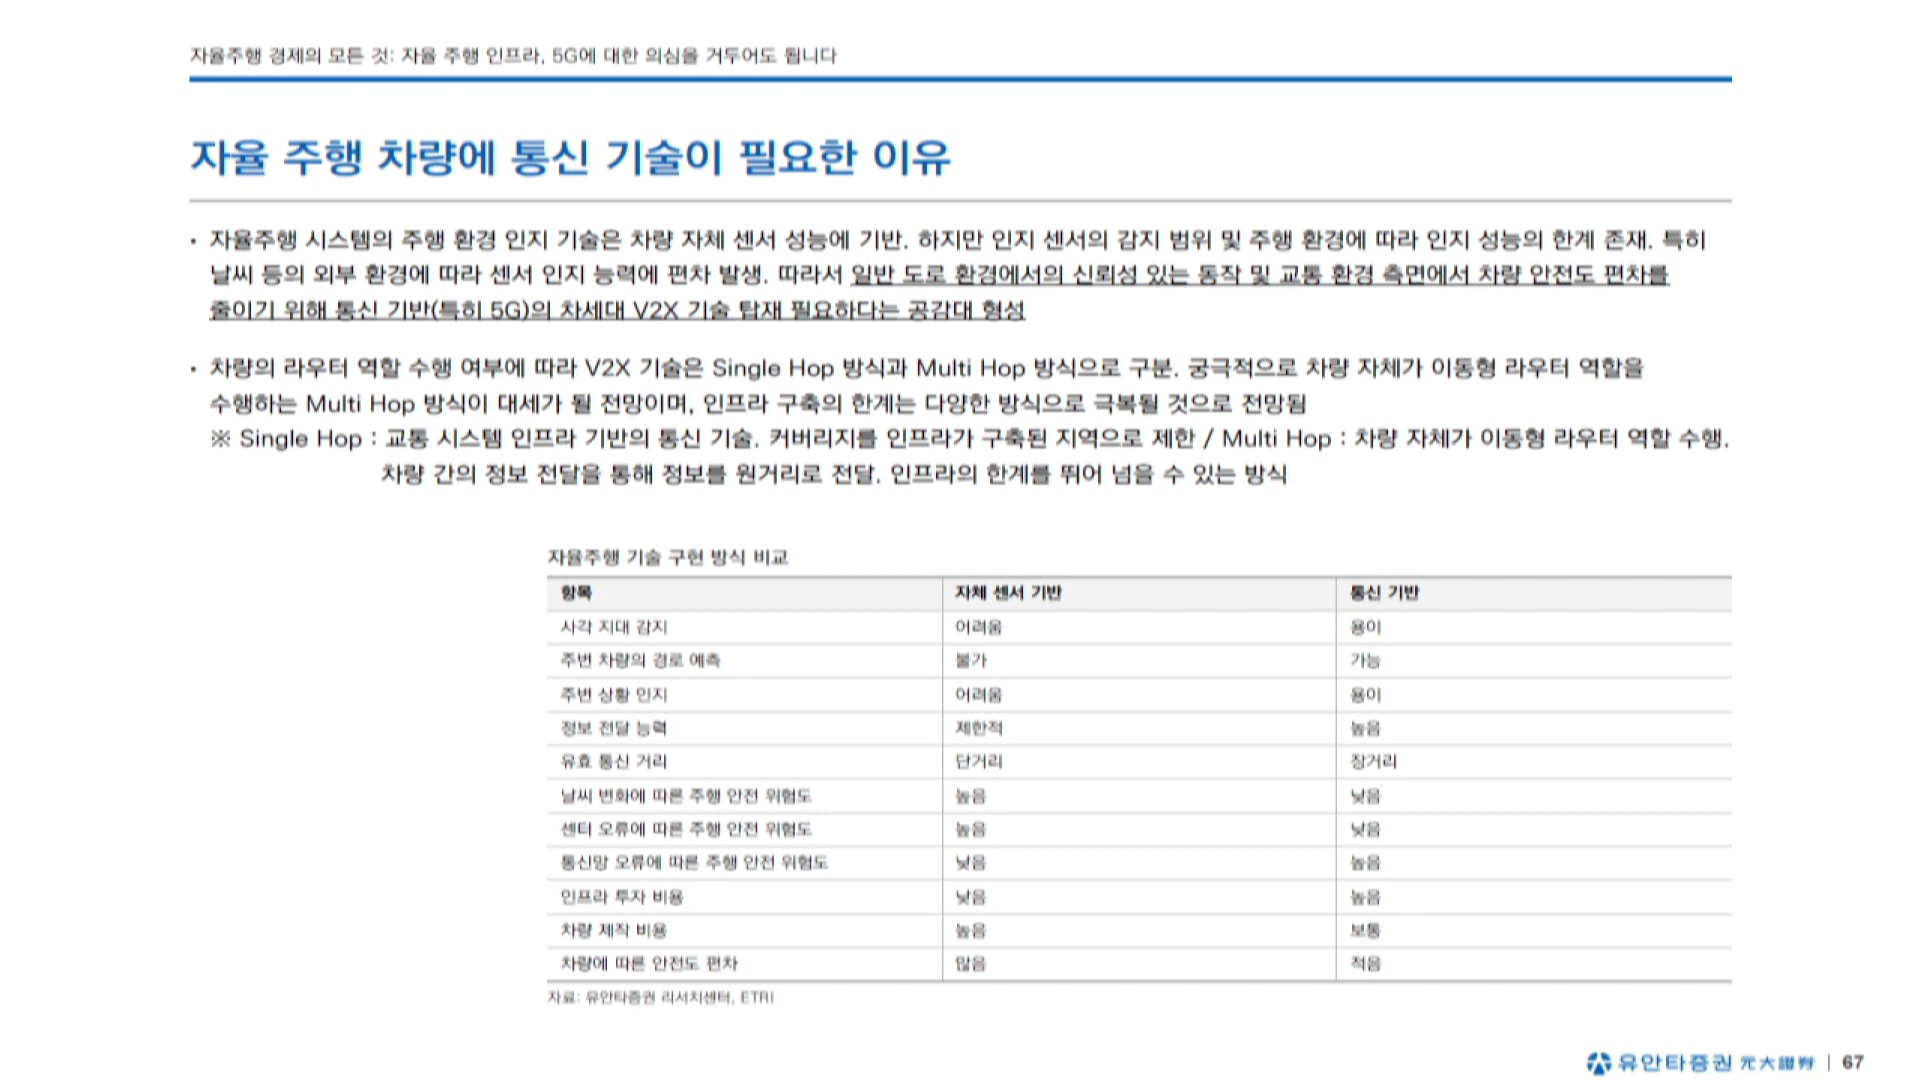 자율주행 경제의 모든 것: 자율 주행 인프라, 5G에 대한 의심을 거두어도 됩니다
자율 주행 차량에 통신 기술이 필요한 이유
• 자율주행 시스템의 주행 환경 인지 기술은 차량 자체 센서 성능에 기반. 하지만 인지 센서의 감지 범위 및 주행 환경에 따라 인지 성능의 한계 존재. 특히
날씨 등의 외부 환경에 따라 센서 인지 능력에 편차 발생. 따라서 일반 도로 환경에서의 신뢰성 있는 동작 및 교통 환경 측면에서 차량 안전도 편차를
줄이기 위해 통신 기반(특히 5G)의 차세대 V2X 기술 탑재 필요하다는 공감대 형성
• 차량의 라우터 역할 수행 여부에 따라 V2X 기술은 Single Hop 방식과 Multi Hop 방식으로 구분. 궁극적으로 차량 자체가 이동형 라우터 역할을
수행하는 Multi Hop 방식이 대세가 될 전망이며, 인프라 구축의 한계는 다양한 방식으로 극복될 것으로 전망됨
※ Single Hop : 교통 시스템 인프라 기반의 통신 기술. 커버리지를 인프라가 구축된 지역으로 제한 / Multi Hop : 차량 자체가 이동형 라우터 역할 수행.
차량 간의 정보 전달을 통해 정보를 원거리로 전달. 인프라의 한계를 뛰어 넘을 수 있는 방식
자율주행 기술 구현 방식 비교
항목 자체 센서 기반 통신 기반
사각 지대 감지 어려움 용이
주변 차량의 경로 예측 불가 가능
주변 상황 인지 어려움 용이
정보 전달 능력 제한적 높음
유효 통신 거리 단거리 장거리
날씨 변화에 따른 주행 안전 위험도 높음 낮음
센터 오류에 따른 주행 안전 위험도 높음 낮음
통신망 오류에 따른 주행 안전 위험도 낮음 높음
인프라 투자 비용 낮음 높음
차량 제작 비용 높음 보통
차량에 따른 안전도 편차 많음 적음
자료: 유안타증권 리서치센터, ETRI
유안타증권 元大證券 | 67